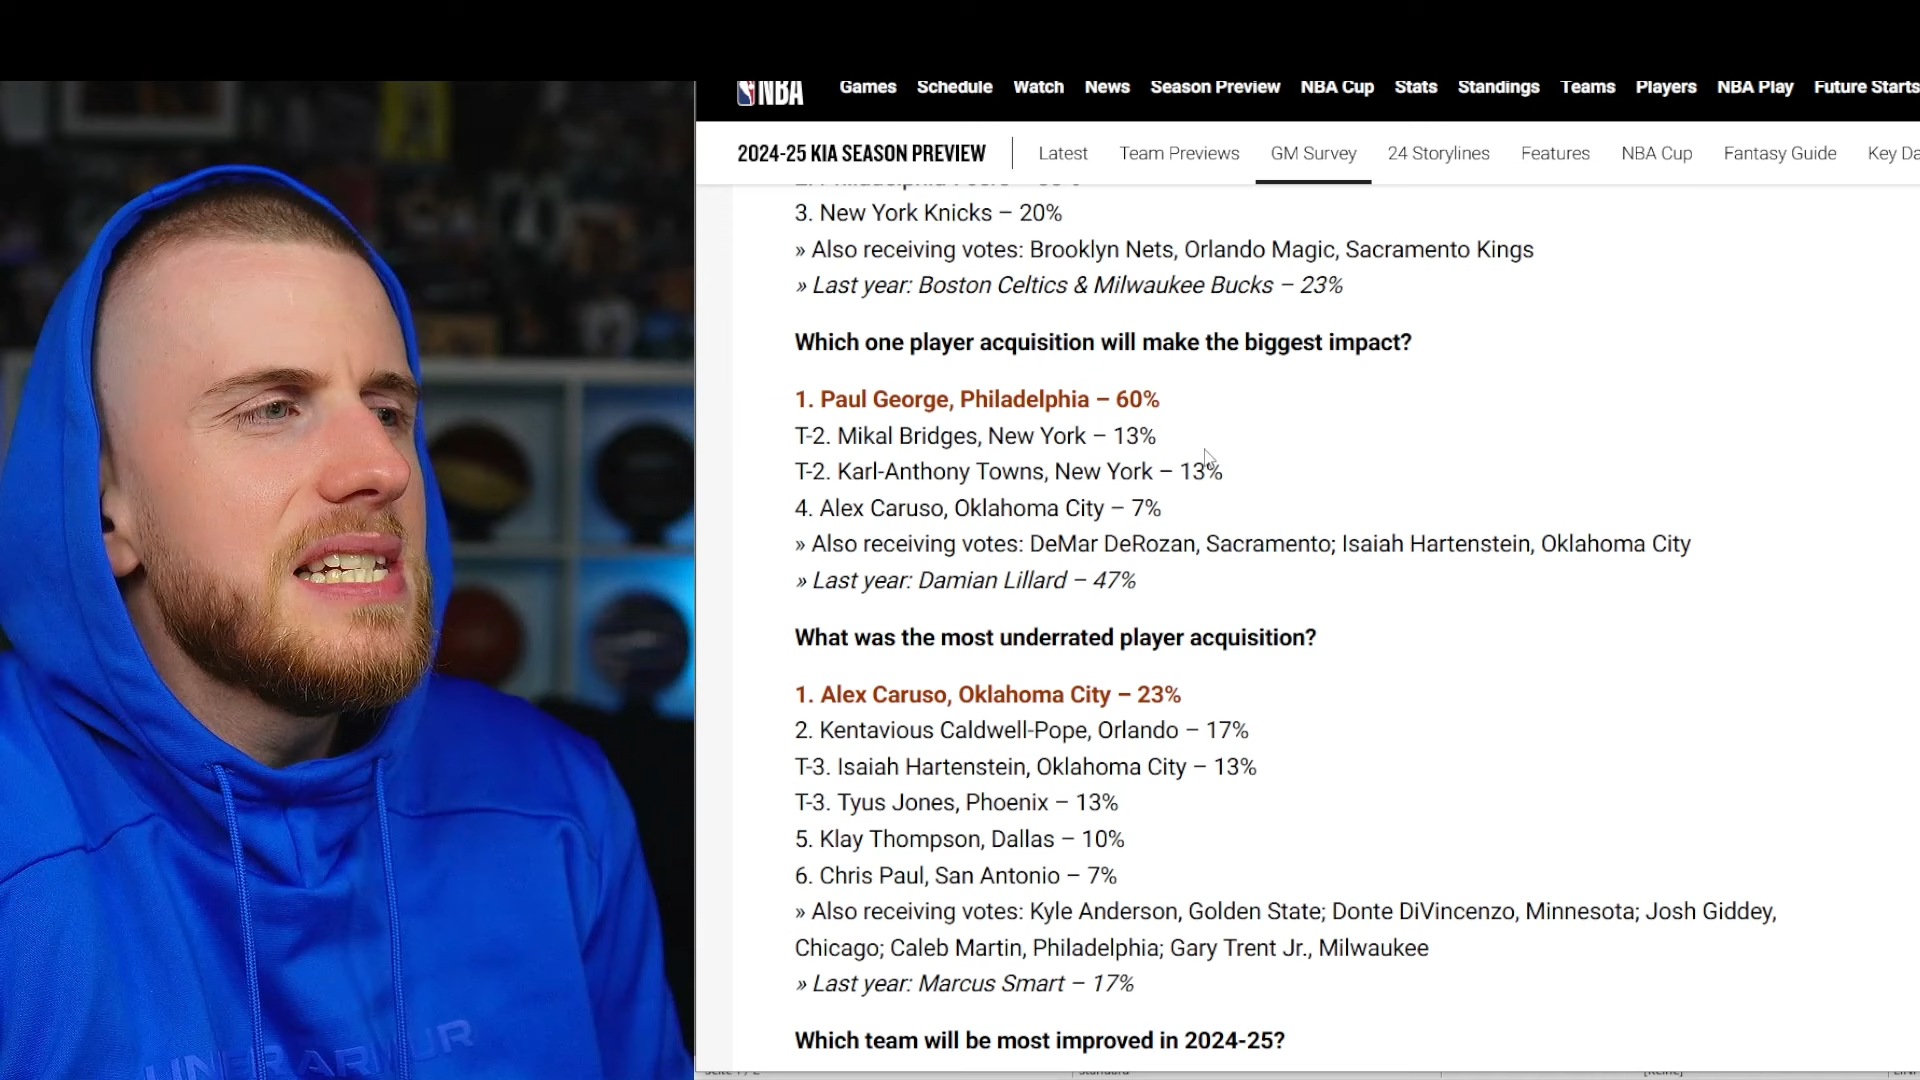 NBA
Games Schedule Watch News Season Preview NBA Cup Stats Standings Teams Players NBA Play Future Starts
2024-25 KIA SEASON PREVIEW Latest Team Previews GM Survey 24 Storylines Features NBA Cup Fantasy Guide Key Da
3. New York Knicks – 20%
» Also receiving votes: Brooklyn Nets, Orlando Magic, Sacramento Kings
» Last year: Boston Celtics & Milwaukee Bucks – 23%
Which one player acquisition will make the biggest impact?
1. Paul George, Philadelphia – 60%
T-2. Mikal Bridges, New York – 13%
T-2. Karl-Anthony Towns, New York – 13%
4. Alex Caruso, Oklahoma City – 7%
» Also receiving votes: DeMar DeRozan, Sacramento; Isaiah Hartenstein, Oklahoma City
» Last year: Damian Lillard – 47%
What was the most underrated player acquisition?
1. Alex Caruso, Oklahoma City – 23%
2. Kentavious Caldwell-Pope, Orlando – 17%
T-3. Isaiah Hartenstein, Oklahoma City – 13%
T-3. Tyus Jones, Phoenix – 13%
5. Klay Thompson, Dallas – 10%
6. Chris Paul, San Antonio – 7%
» Also receiving votes: Kyle Anderson, Golden State; Donte DiVincenzo, Minnesota; Josh Giddey,
Chicago; Caleb Martin, Philadelphia; Gary Trent Jr., Milwaukee
» Last year: Marcus Smart – 17%
Which team will be most improved in 2024-25?
UNDER ARMOUR